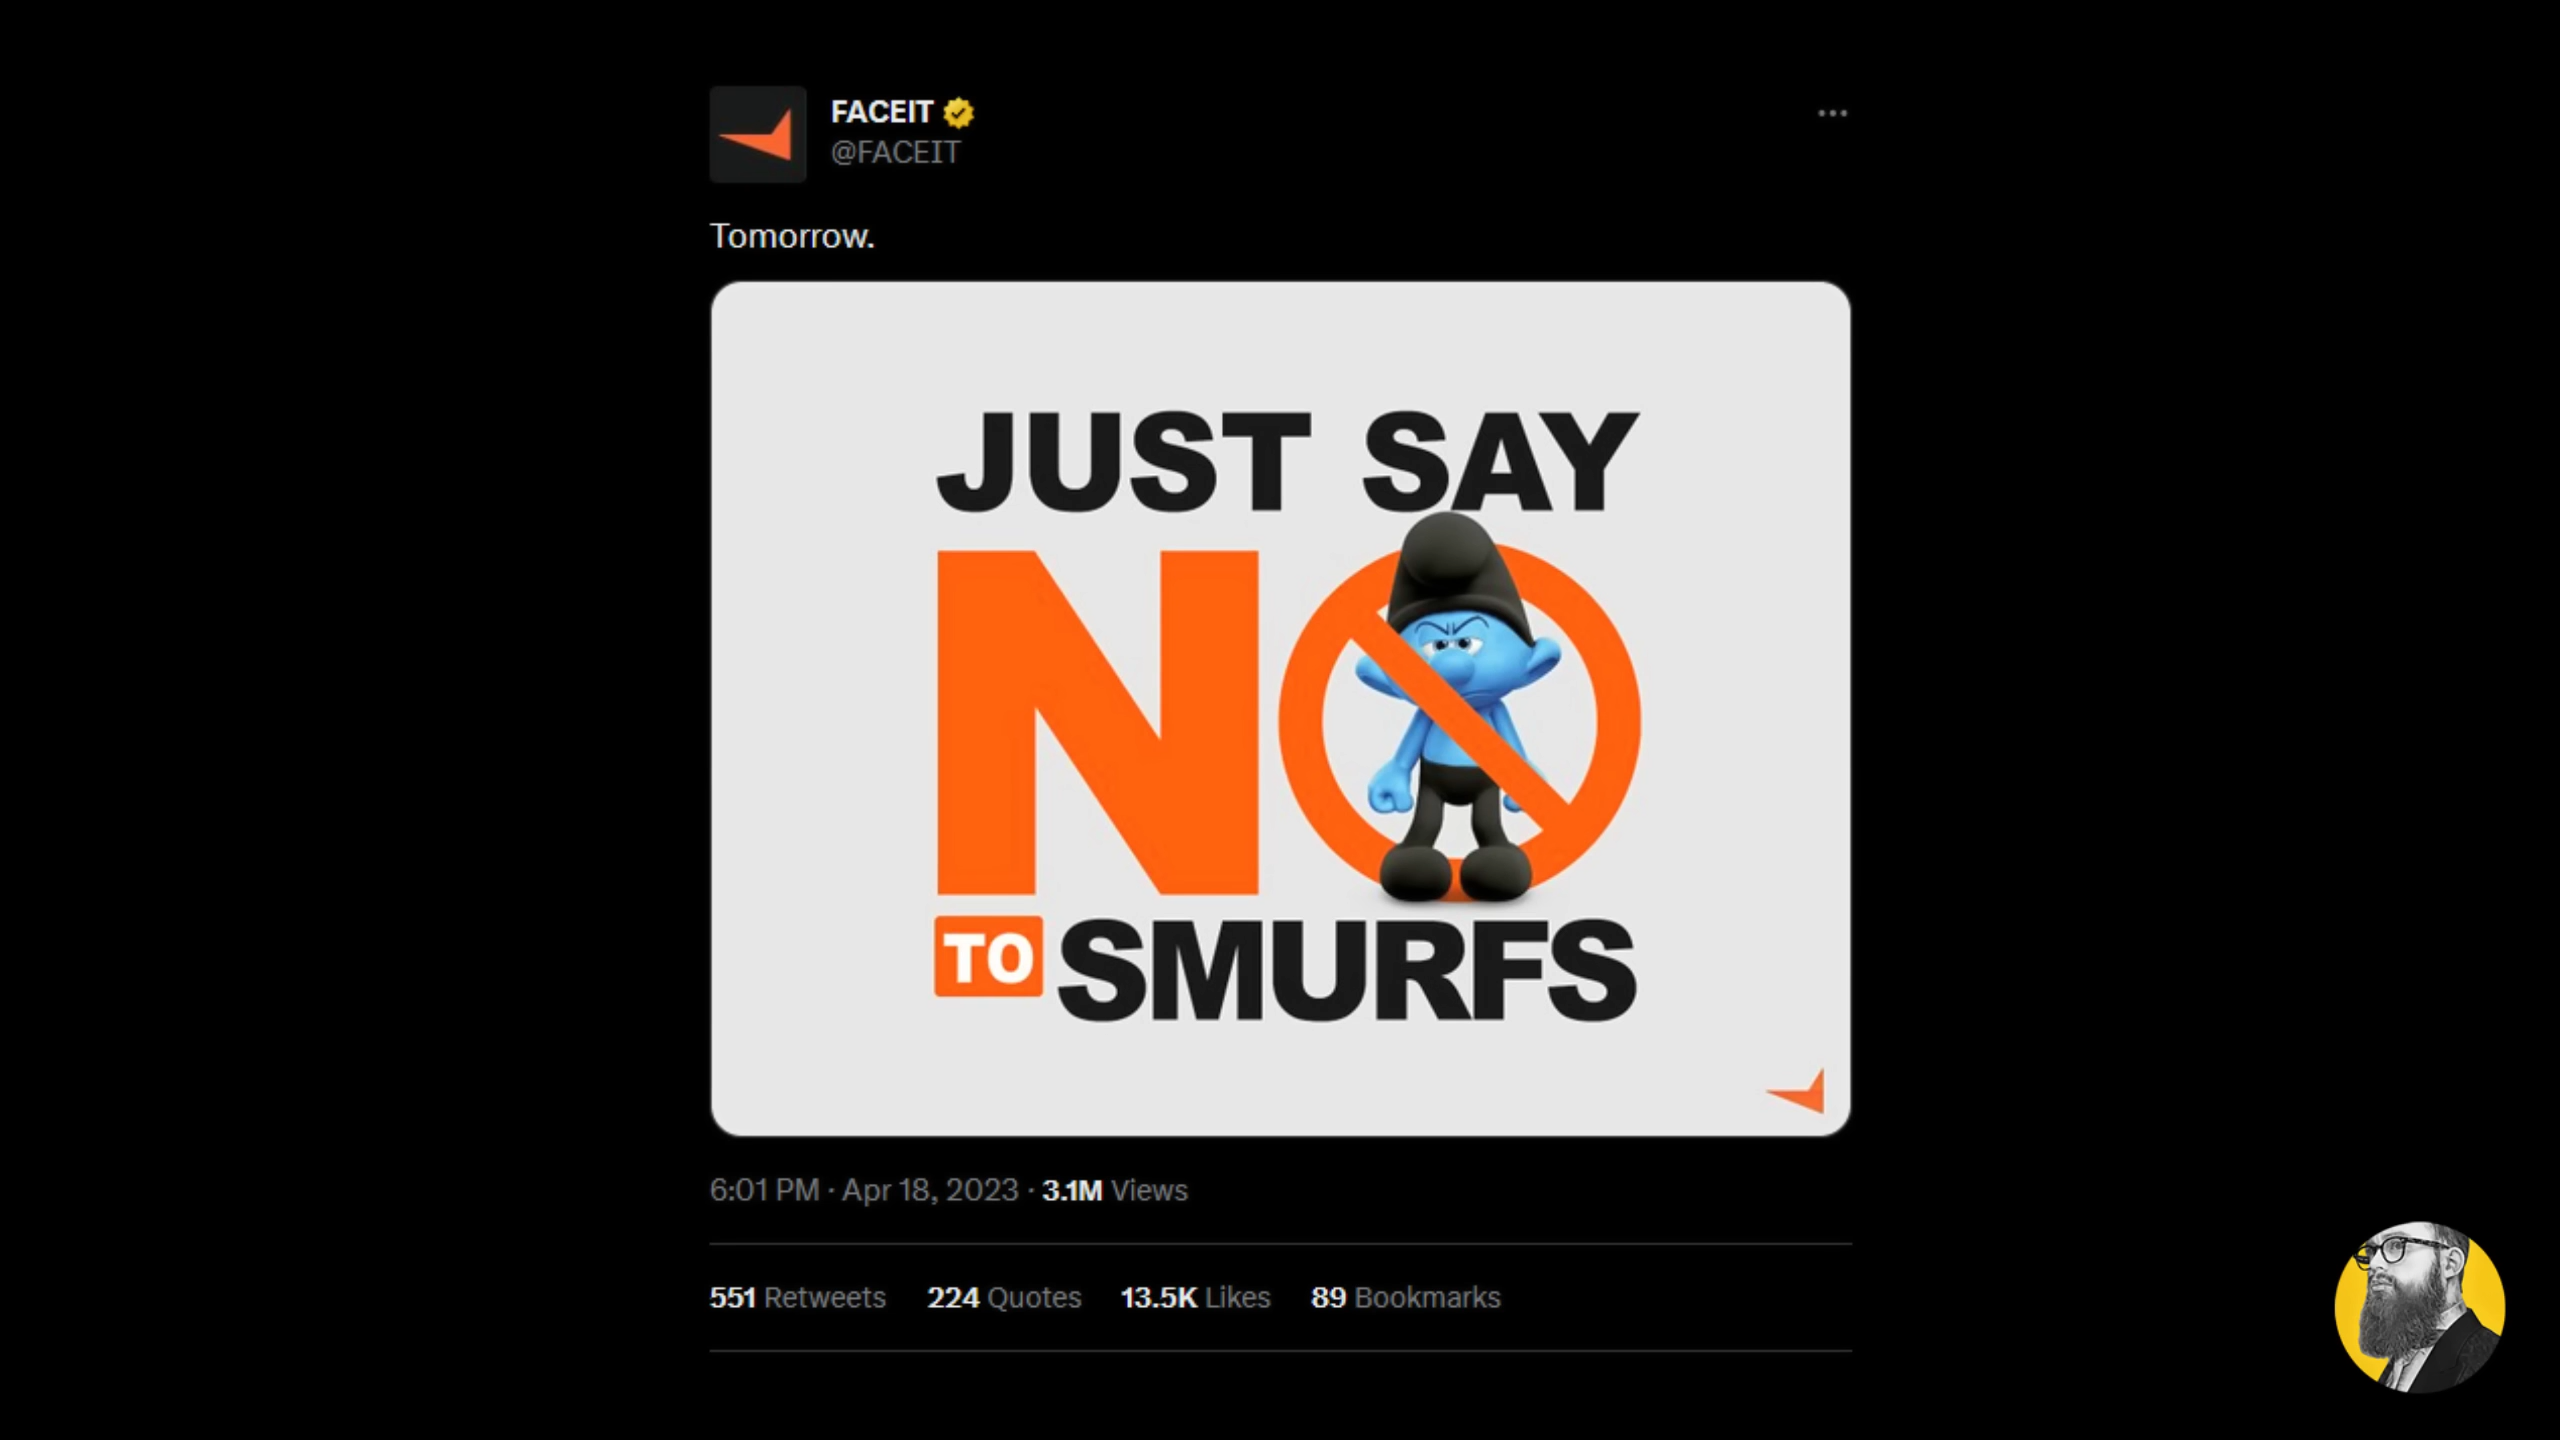 FACEIT
@FACEIT
Tomorrow.
JUST SAY
NO
TO SMURFS
6:01 PM · Apr 18, 2023 · 3.1M Views
551 Retweets 224 Quotes 13.5K Likes 89 Bookmarks